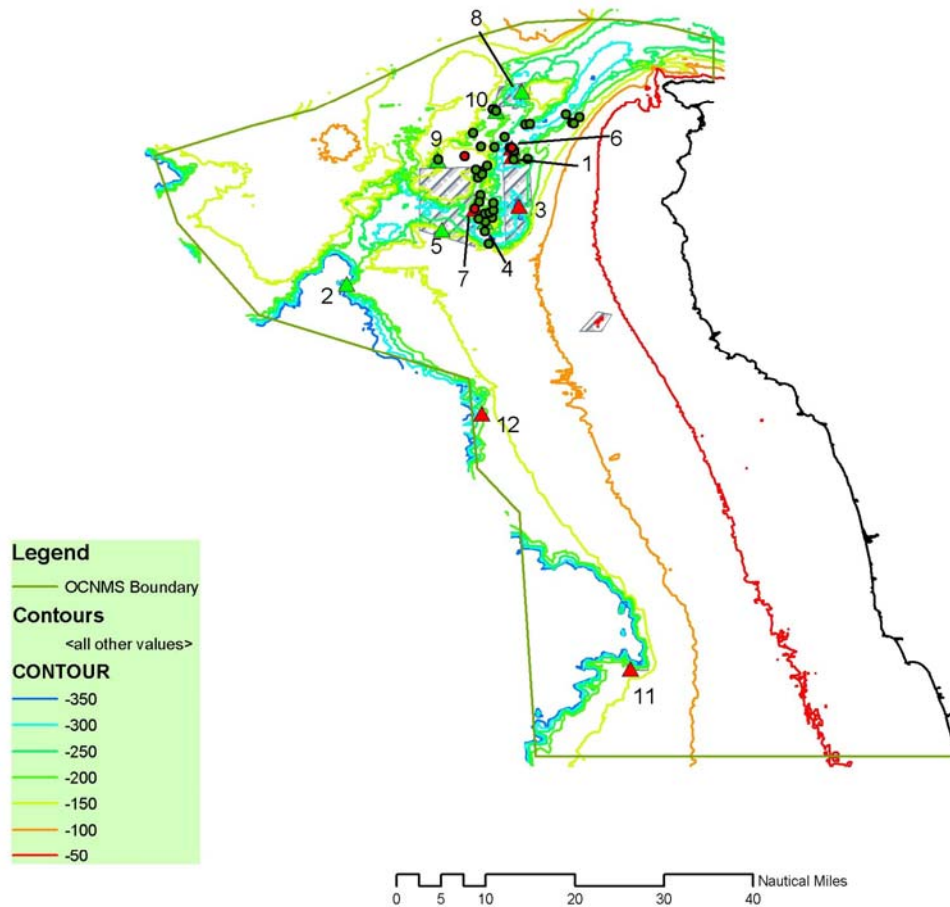 8
10
6
9
1
3
5
7
4
2
12
Legend
OCNMS Boundary
Contours
<all other values>
CONTOUR
-350
-300
-250
-200
-150
-100
-50
11
Nautical Miles
0 5 10 20 30 40